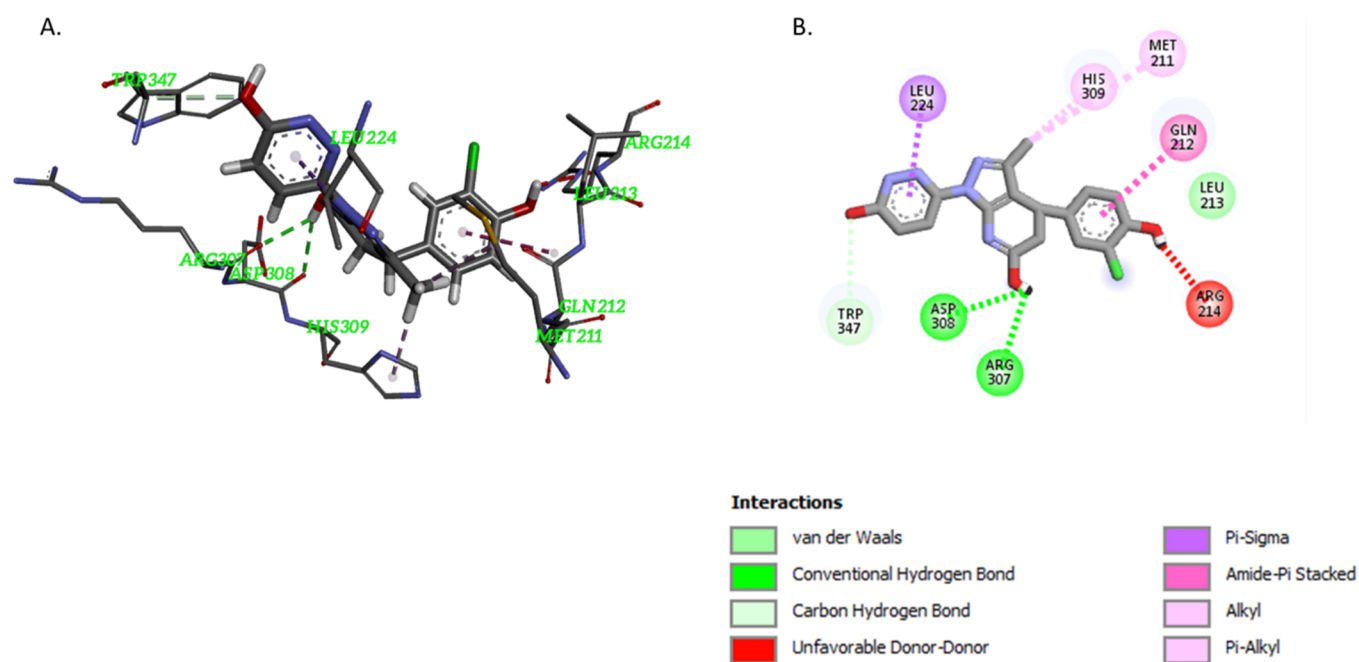 A.
TRP347
LEU224
ARG214
LEU213
ARG307
ASP308
HIS309
GLN212
MET211
B.
MET
211
HIS
309
LEU
224
GLN
212
LEU
213
TRP
347
ASP
308
ARG
307
ARG
214
Interactions
van der Waals
Conventional Hydrogen Bond
Carbon Hydrogen Bond
Unfavorable Donor-Donor
Pi-Sigma
Amide-Pi Stacked
Alkyl
Pi-Alkyl